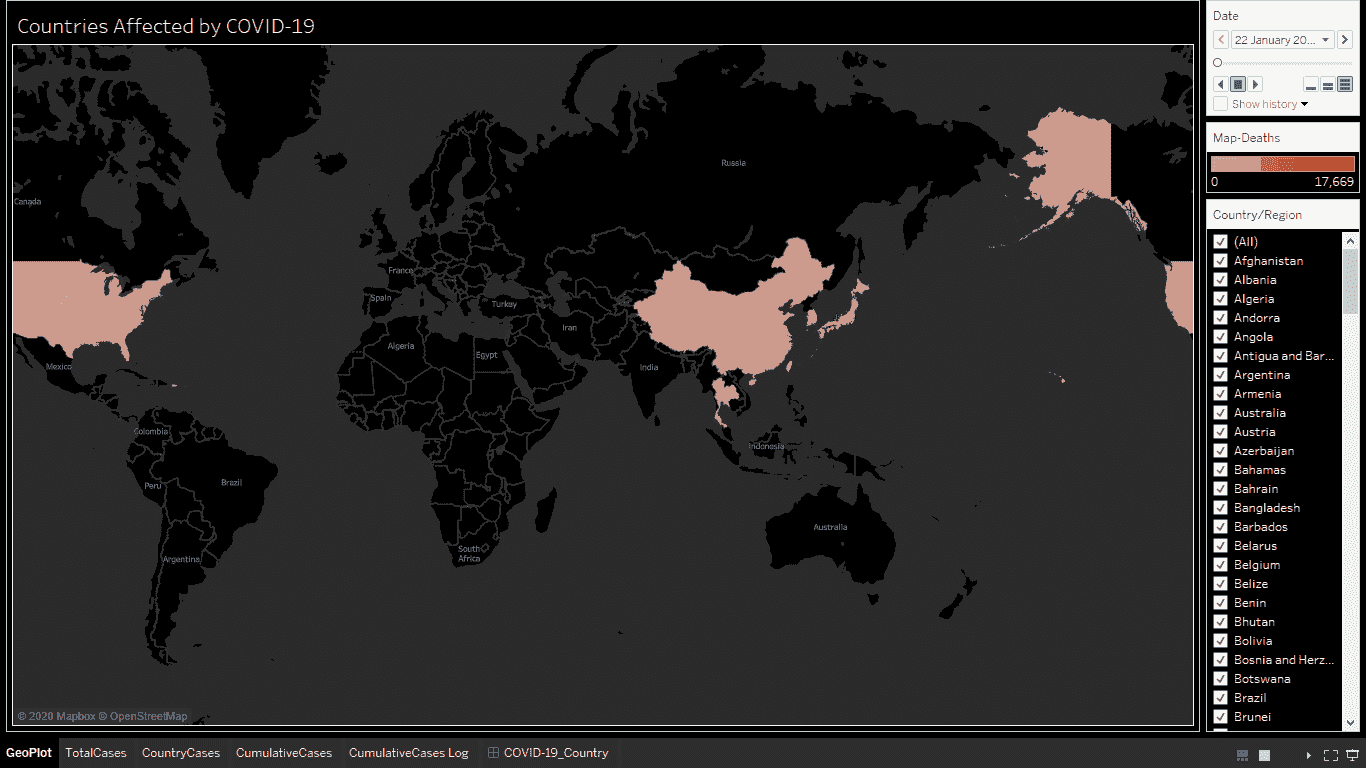 Countries Affected by COVID-19
Russia
Canada
France
Spain
Turkey
Iran
Algeria
Egypt
India
Mexico
Colombia
Indonesia
Peru
Brazil
Australia
South
Africa
Argentina
© 2020 Mapbox © OpenStreetMap
Date
22 January 20...
Show history
Map-Deaths
0 17,669
Country/Region
(All)
Afghanistan
Albania
Algeria
Andorra
Angola
Antigua and Bar...
Argentina
Armenia
Australia
Austria
Azerbaijan
Bahamas
Bahrain
Bangladesh
Barbados
Belarus
Belgium
Belize
Benin
Bhutan
Bolivia
Bosnia and Herz...
Botswana
Brazil
Brunei
GeoPlot TotalCases CountryCases CumulativeCases CumulativeCases Log COVID-19_Country